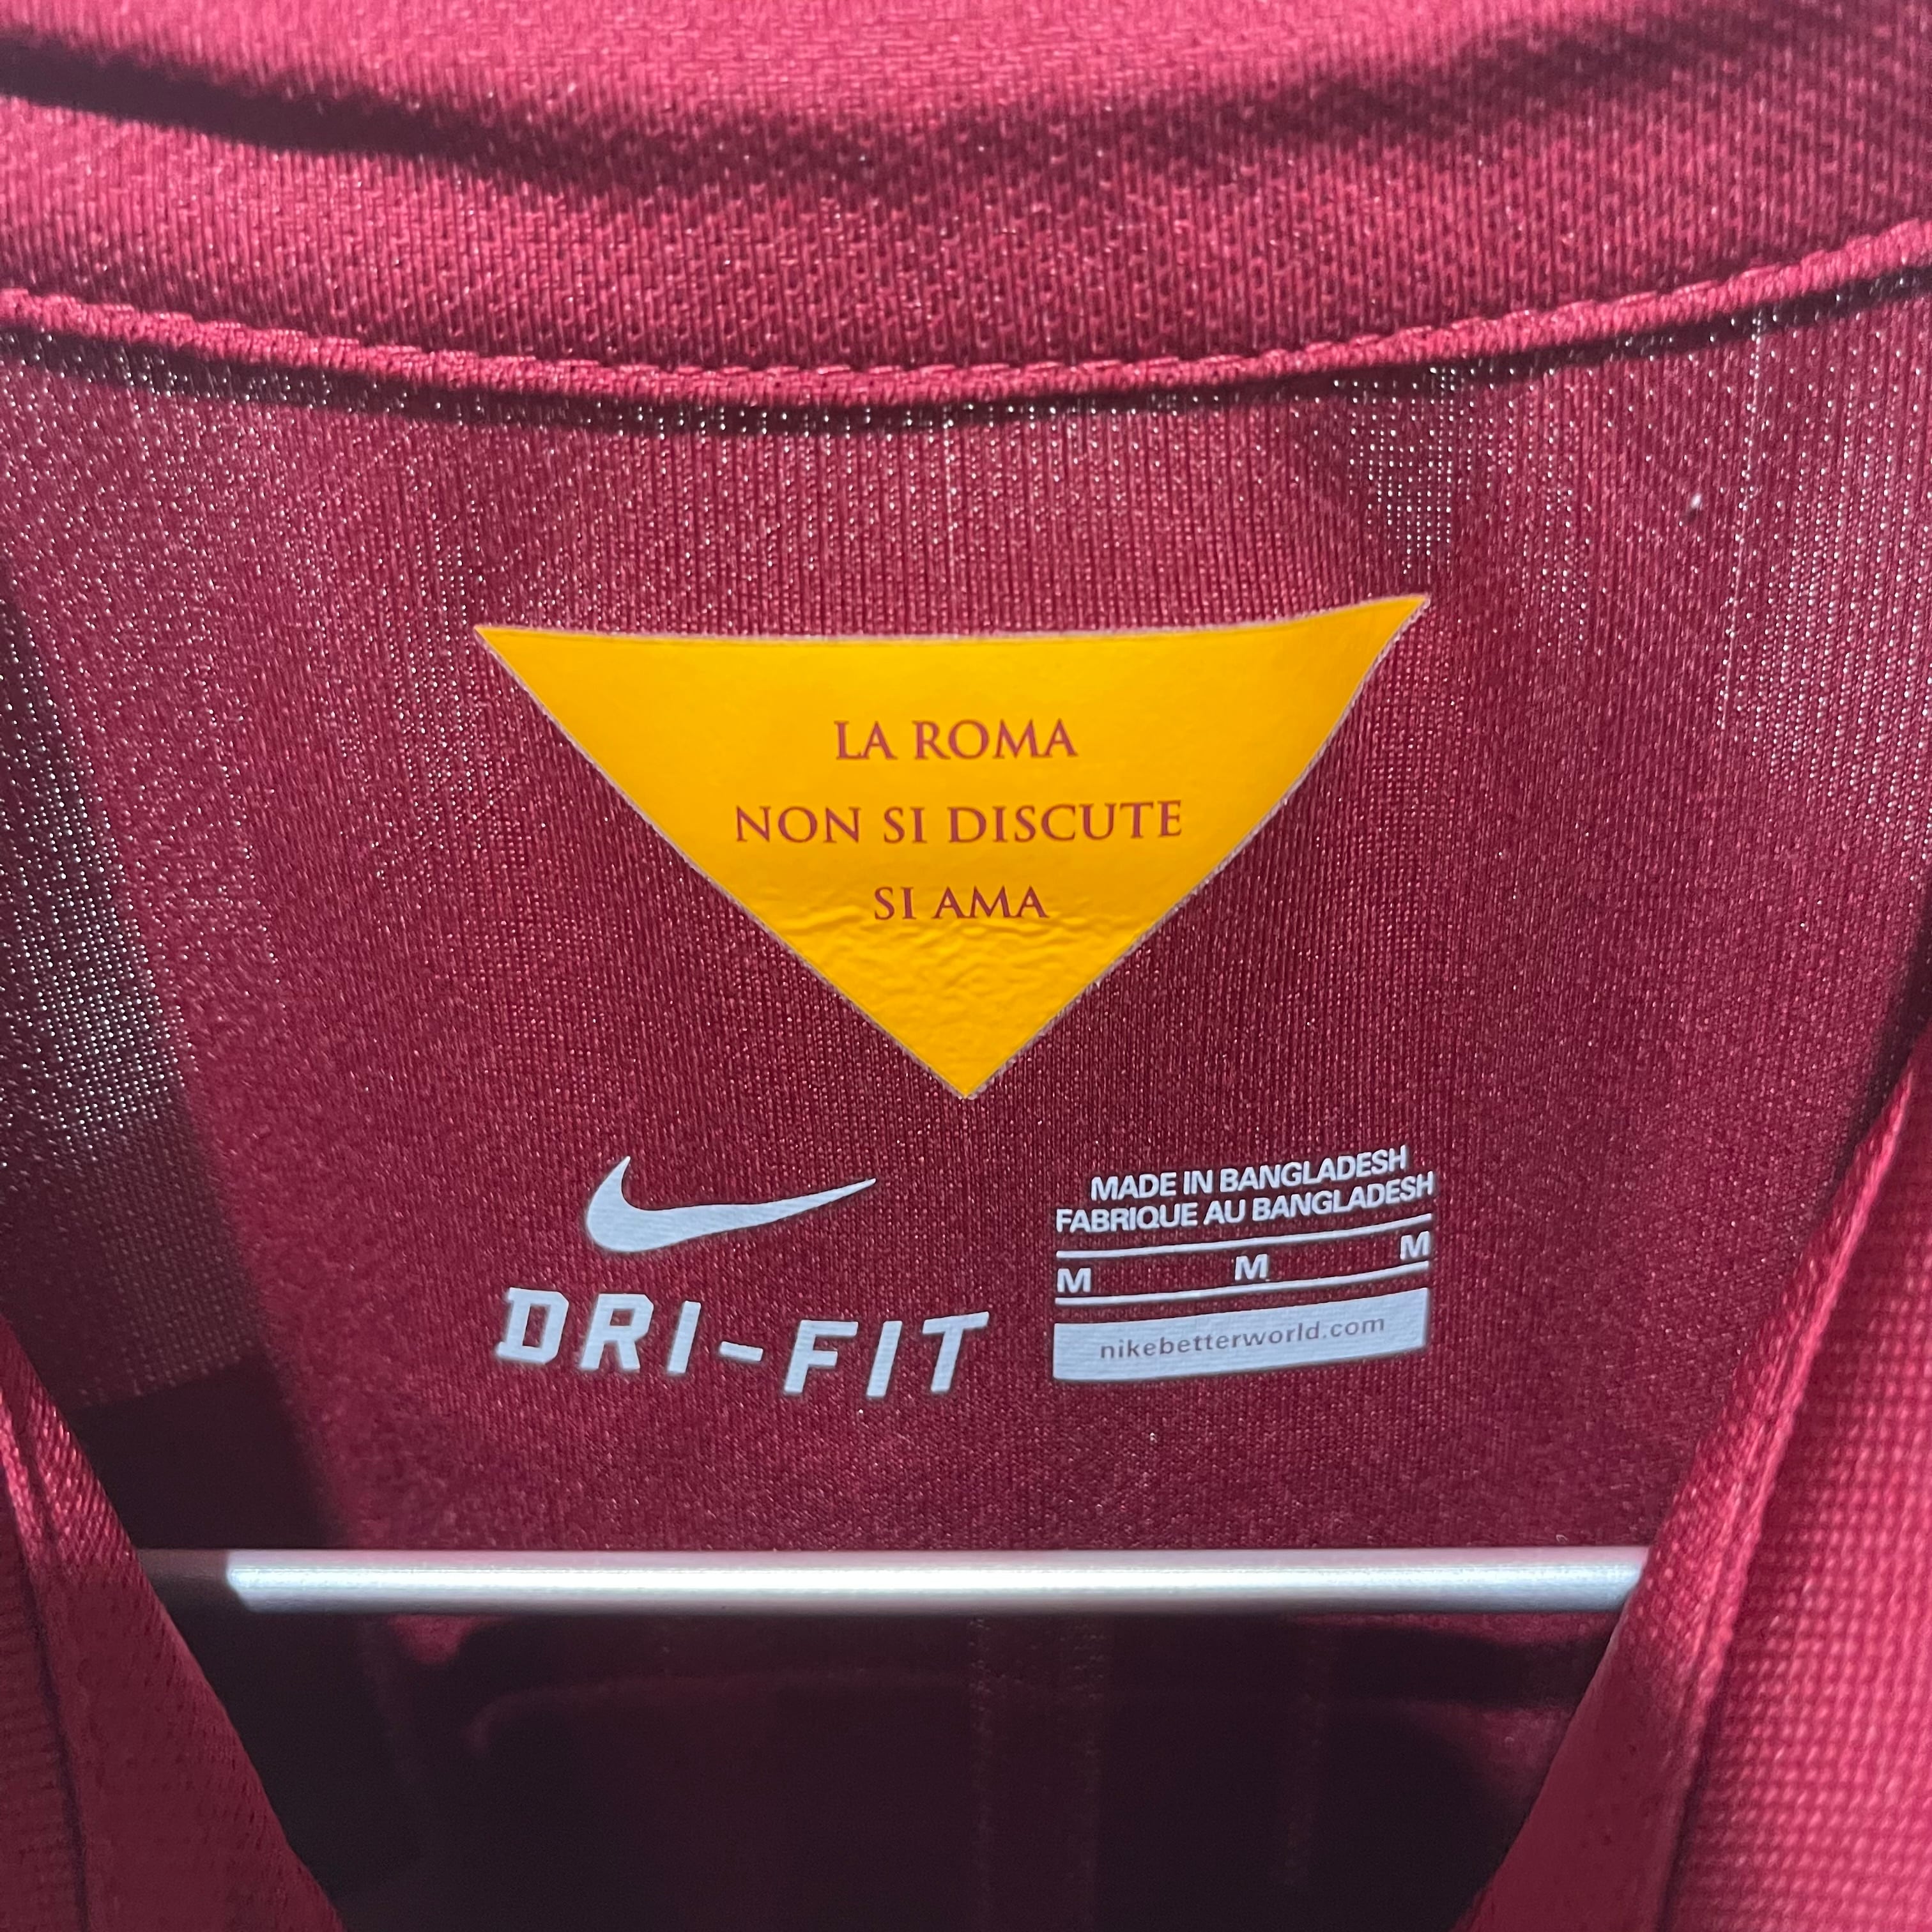 LA ROMA
NON SI DISCUTE
SI AMA
DRI-FIT
MADE IN BANGLADESH
FABRIQUE AU BANGLADESH
M M M
nikebetterworld.com